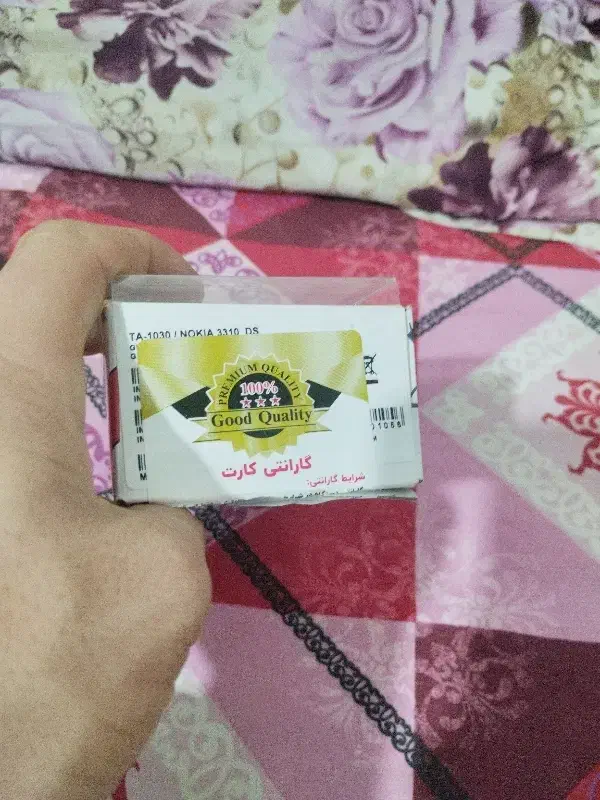 TA-1030 / NOKIA 3310 DS
PREMIUM QUALITY
100%
Good Quality
گارانتی کارت
شرایط گارانتی: